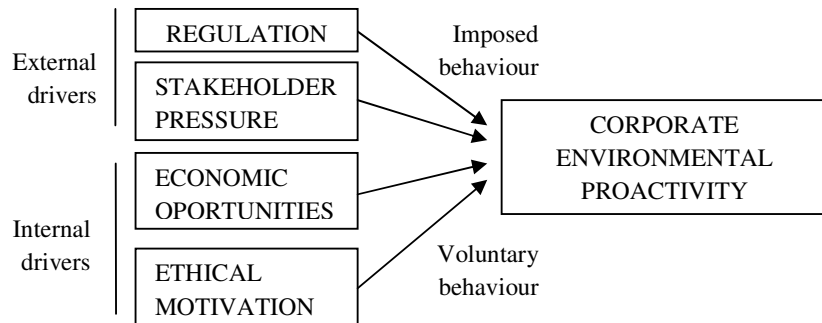 External
drivers
REGULATION
STAKEHOLDER
PRESSURE
Imposed
behaviour
CORPORATE
ENVIRONMENTAL
PROACTIVITY
Internal
drivers
ECONOMIC
OPORTUNITIES
ETHICAL
MOTIVATION
Voluntary
behaviour